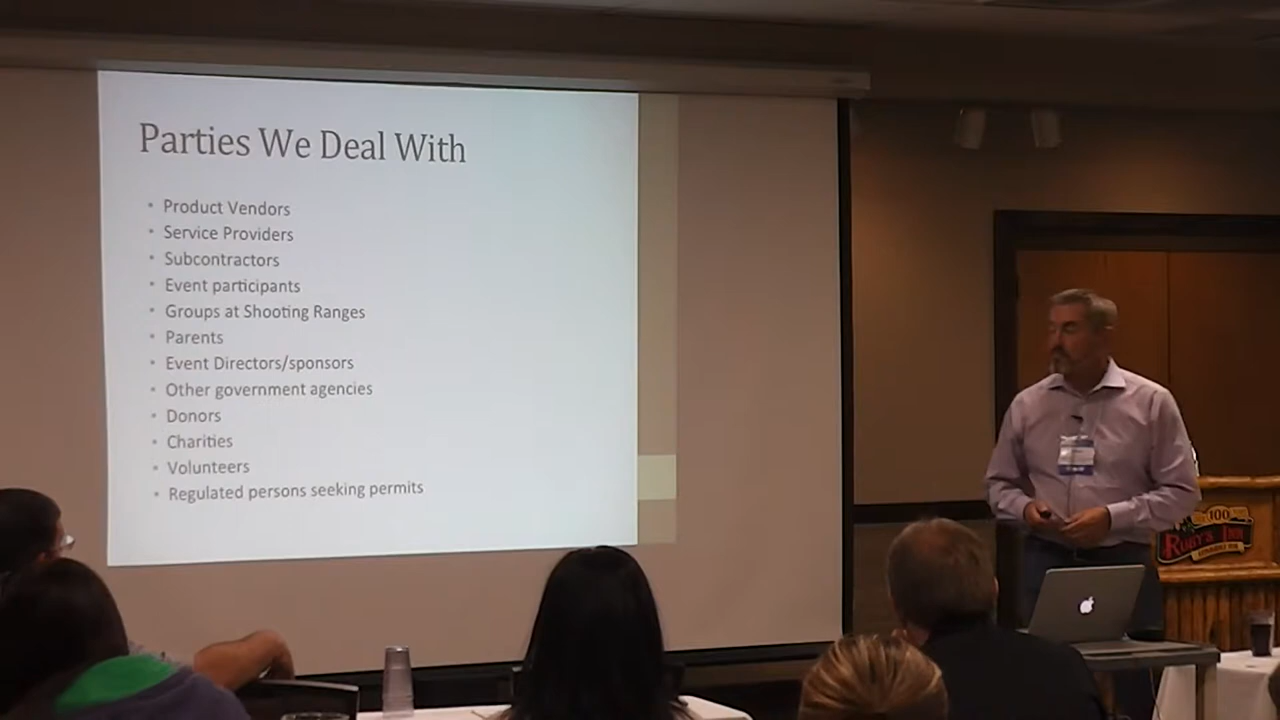 Parties We Deal With
• Product Vendors
• Service Providers
• Subcontractors
• Event participants
• Groups at Shooting Ranges
• Parents
• Event Directors/sponsors
• Other government agencies
• Donors
• Charities
• Volunteers
• Regulated persons seeking permits
100
RUBY'S INN